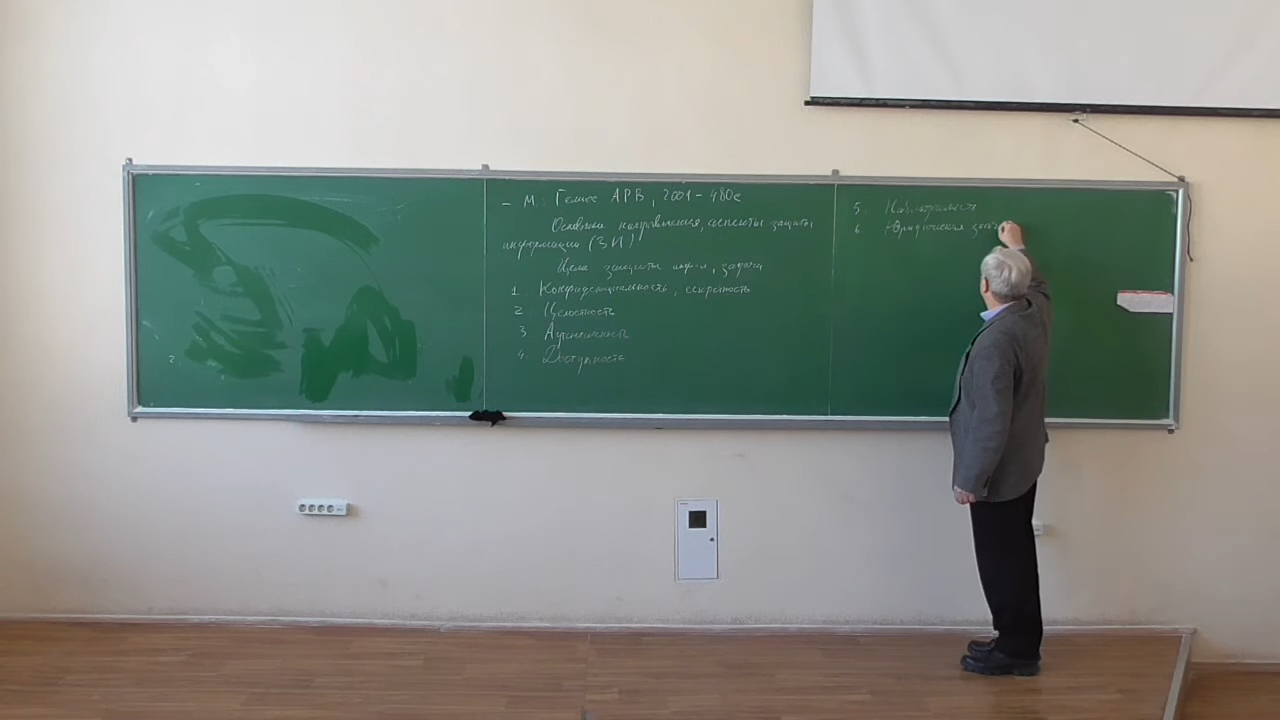 - М.: Гелиос АРВ, 2001 - 480с
Основные направления, аспекты защиты
информации (ЗИ)
Цели защиты инф-и, задачи
1. Конфиденциальность, секретность
2 Целостность
3 Аутентичность
4. Доступность
5.
6. Юридическая
2.